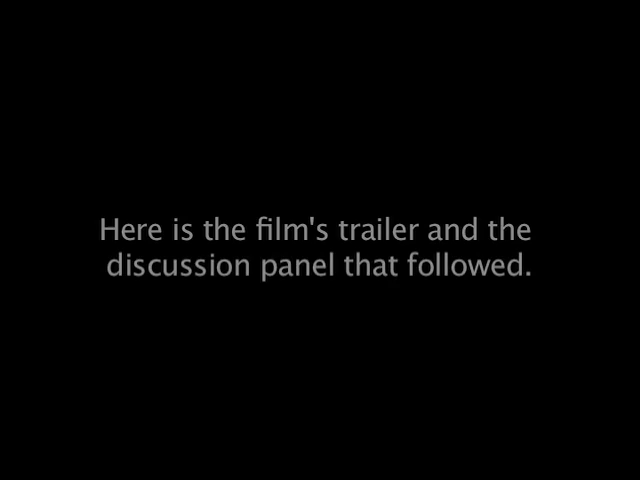 Here is the film's trailer and the
discussion panel that followed.